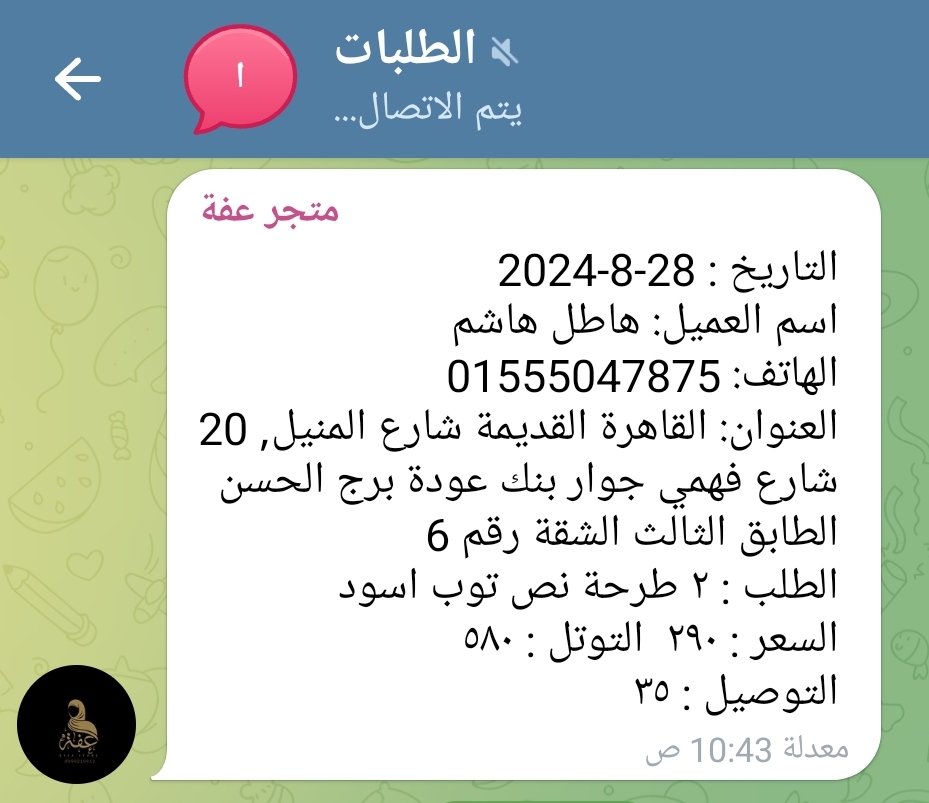 الطلبات
يتم الاتصال...
ا
متجر عفة
التاريخ : 28-8-2024
اسم العميل: هاطل هاشم
الهاتف: 01555047875
العنوان: القاهرة القديمة شارع المنيل, 20
شارع فهمي جوار بنك عودة برج الحسن
الطابق الثالث الشقة رقم 6
الطلب : ٢ طرحة نص توب اسود
السعر : ٢٩٠ التوتل : ٥٨٠
التوصيل : ٣٥
معدلة 10:43 ص
عفة